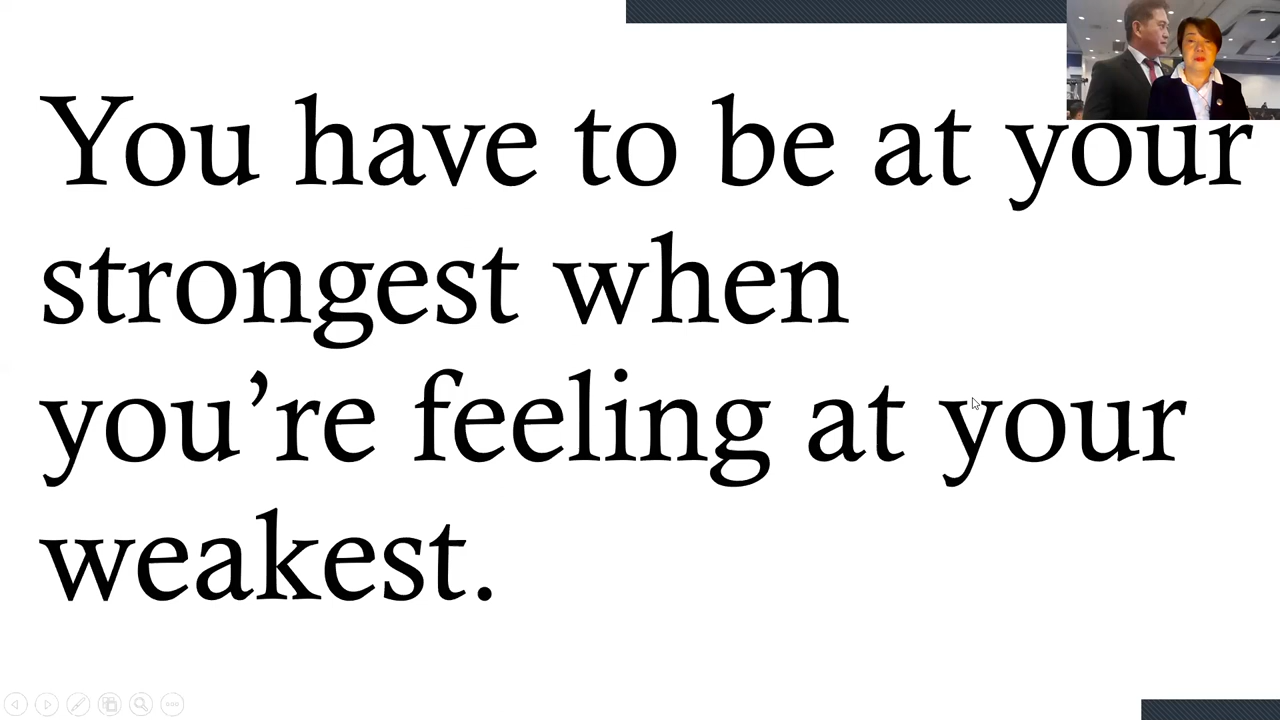 You have to be at your
strongest when
you’re feeling at your
weakest.